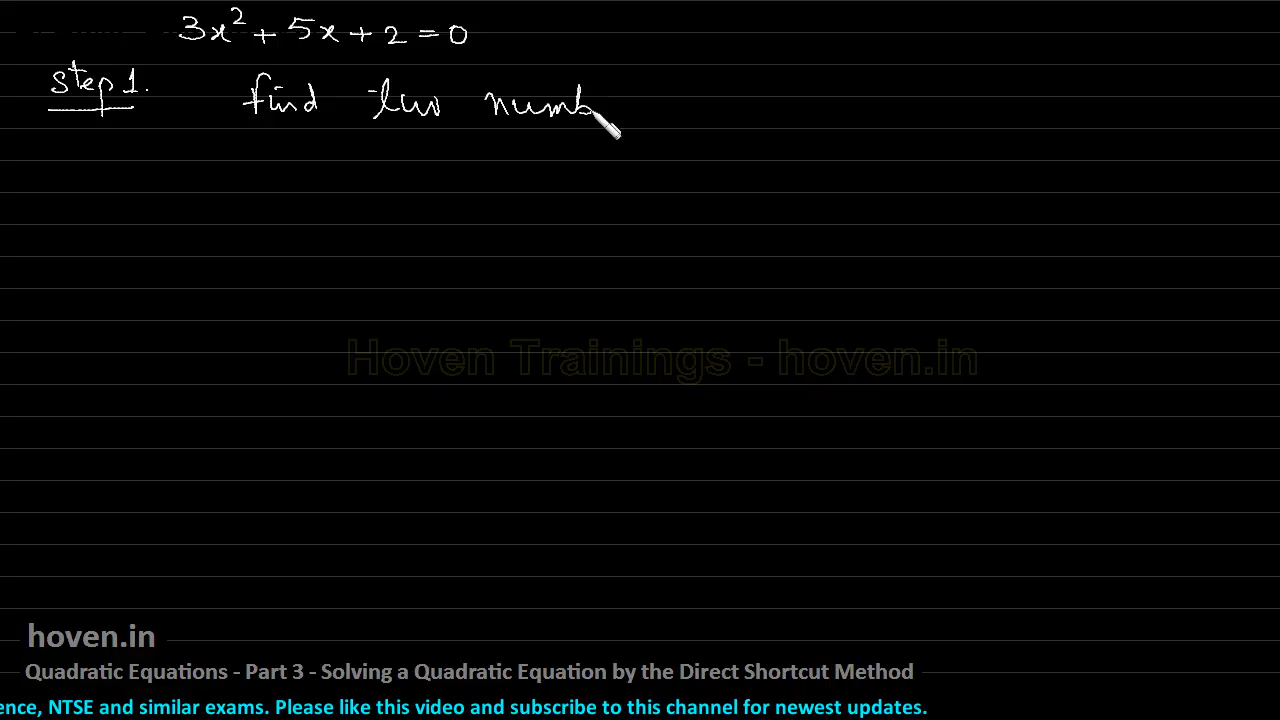 3x² + 5x + 2 = 0
Step 1. find two numb
Hoven Trainings - hoven.in
hoven.in
Quadratic Equations - Part 3 - Solving a Quadratic Equation by the Direct Shortcut Method
ence, NTSE and similar exams. Please like this video and subscribe to this channel for newest updates.